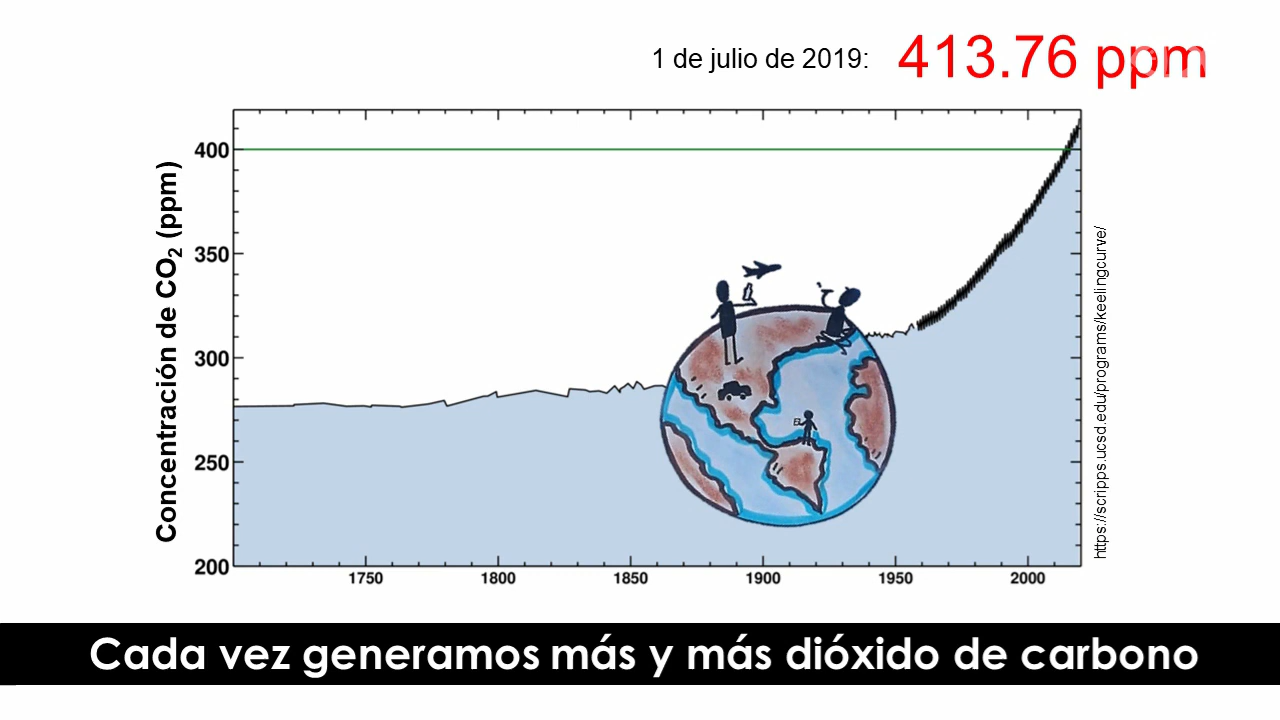 1 de julio de 2019: 413.76 ppm
Concentración de CO₂ (ppm)
400
350
300
250
200
1750 1800 1850 1900 1950 2000
https://scripps.ucsd.edu/programs/keelingcurve/
Cada vez generamos más y más dióxido de carbono